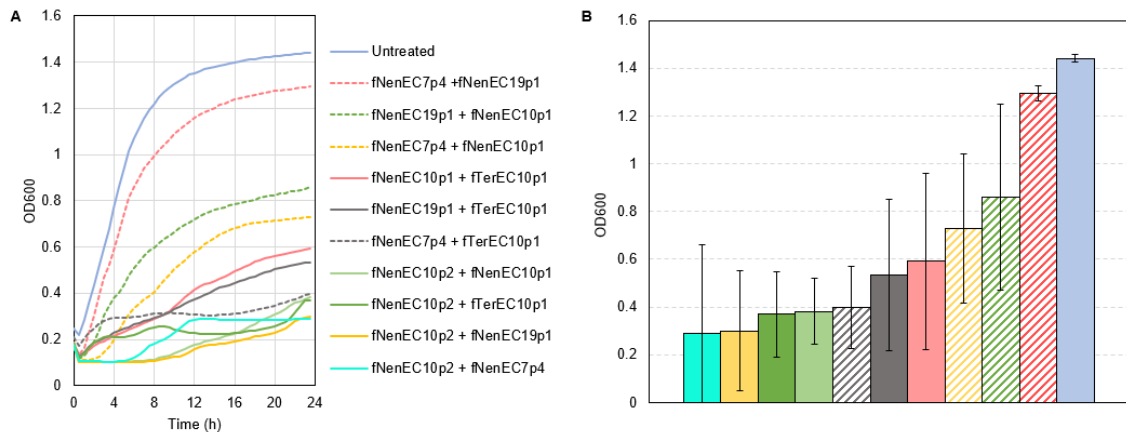 A
1.6
1.4
1.2
1
0.8
0.6
0.4
0.2
0
OD600
0 4 8 12 16 20 24
Time (h)
Untreated
fNenEC7p4 +fNenEC19p1
fNenEC19p1 + fNenEC10p1
fNenEC7p4 + fNenEC10p1
fNenEC10p1 + fTerEC10p1
fNenEC19p1 + fTerEC10p1
fNenEC7p4 + fTerEC10p1
fNenEC10p2 + fNenEC10p1
fNenEC10p2 + fTerEC10p1
fNenEC10p2 + fNenEC19p1
fNenEC10p2 + fNenEC7p4
B
1.6
1.4
1.2
1
0.8
0.6
0.4
0.2
0
OD600